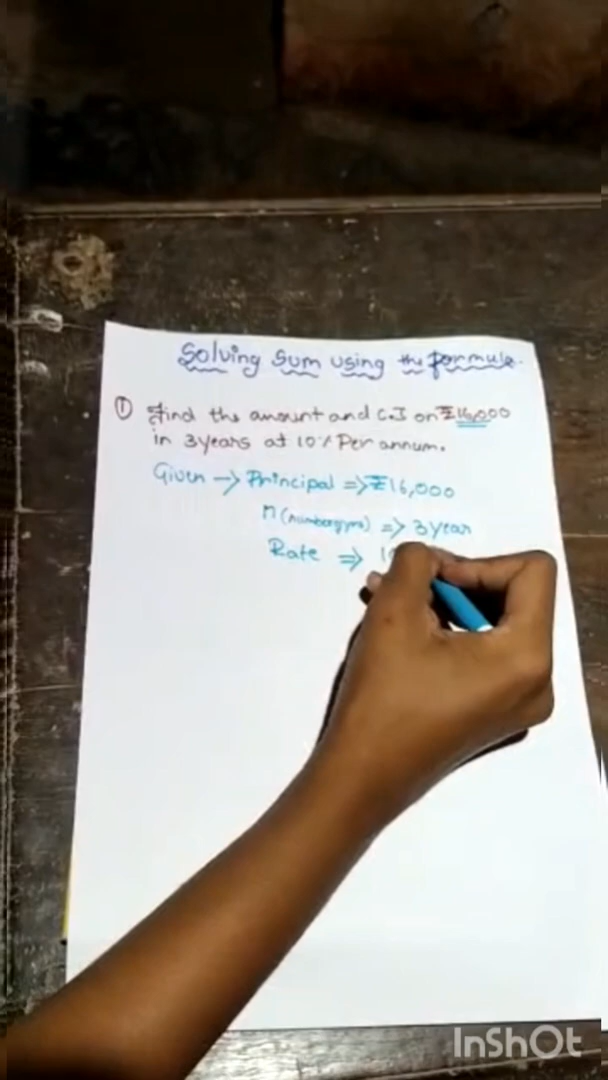 Solving Sum using the formula.
① Find the amount and C.I on ₹16,000
in 3years at 10% Per annum.
Given → Principal ⇒ ₹16,000
n ⇒ 3year
Rate ⇒ 1
InShOt